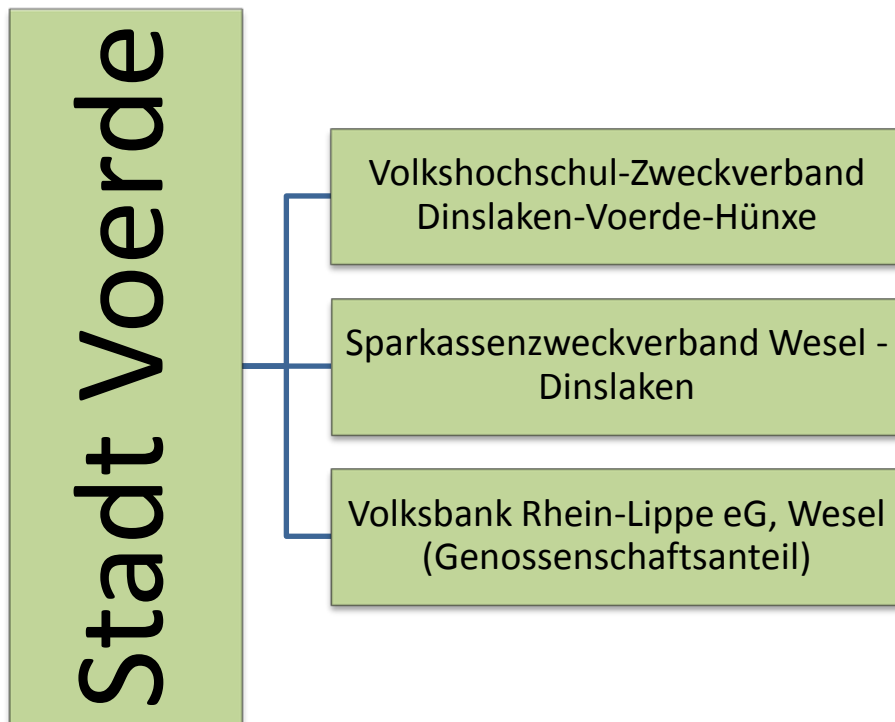 Stadt Voerde
Volkshochschul-Zweckverband
Dinslaken-Voerde-Hünxe
Sparkassenzweckverband Wesel -
Dinslaken
Volksbank Rhein-Lippe eG, Wesel
(Genossenschaftsanteil)